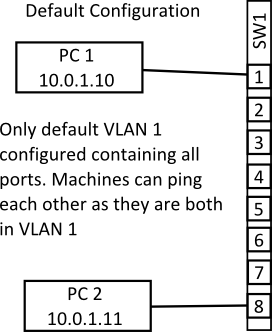 Default Configuration
SW1
PC 1
10.0.1.10
1
2
3
4
5
6
7
8
Only default VLAN 1
configured containing all
ports. Machines can ping
each other as they are both
in VLAN 1
PC 2
10.0.1.11